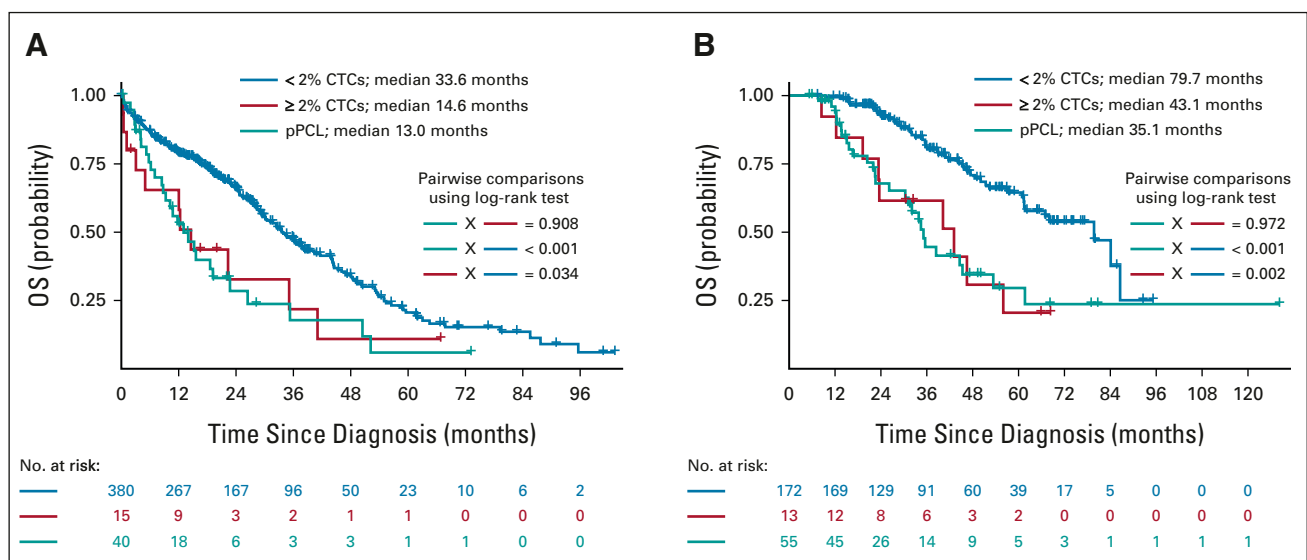 A
< 2% CTCs; median 33.6 months
≥ 2% CTCs; median 14.6 months
pPCL; median 13.0 months
Pairwise comparisons
using log-rank test
X = 0.908
X < 0.001
X = 0.034
OS (probability)
1.00
0.75
0.50
0.25
0 12 24 36 48 60 72 84 96
Time Since Diagnosis (months)
No. at risk:
380 267 167 96 50 23 10 6 2
15 9 3 2 1 1 0 0 0
40 18 6 3 3 1 1 0 0
B
< 2% CTCs; median 79.7 months
≥ 2% CTCs; median 43.1 months
pPCL; median 35.1 months
Pairwise comparisons
using log-rank test
X = 0.972
X < 0.001
X = 0.002
OS (probability)
1.00
0.75
0.50
0.25
0 12 24 36 48 60 72 84 96 108 120
Time Since Diagnosis (months)
No. at risk:
172 169 129 91 60 39 17 5 0 0 0
13 12 8 6 3 2 0 0 0 0 0
55 45 26 14 9 5 3 1 1 1 1